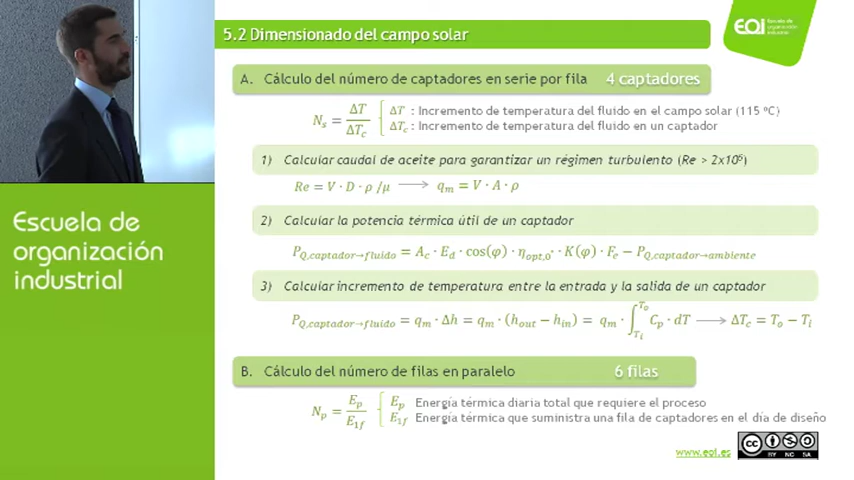 5.2 Dimensionado del campo solar
EOI Escuela de organización industrial
A. Cálculo del número de captadores en serie por fila 4 captadores
N_s = ΔT / ΔT_c { ΔT : Incremento de temperatura del fluido en el campo solar (115 ºC)
ΔT_c : Incremento de temperatura del fluido en un captador
1) Calcular caudal de aceite para garantizar un régimen turbulento (Re > 2x10⁵)
Re = V · D · ρ /μ → q_m = V · A · ρ
2) Calcular la potencia térmica útil de un captador
P_Q,captador→fluido = A_c · E_d · cos(φ) · η_opt,0° · K(φ) · F_e − P_Q,captador→ambiente
3) Calcular incremento de temperatura entre la entrada y la salida de un captador
P_Q,captador→fluido = q_m · Δh = q_m · (h_out − h_in) = q_m · ∫_{T_i}^{T_o} C_p · dT → ΔT_c = T_o − T_i
B. Cálculo del número de filas en paralelo 6 filas
N_p = E_p / E_1f { E_p Energía térmica diaria total que requiere el proceso
E_1f Energía térmica que suministra una fila de captadores en el día de diseño
www.eoi.es
cc BY NC SA
Escuela de
organización
industrial